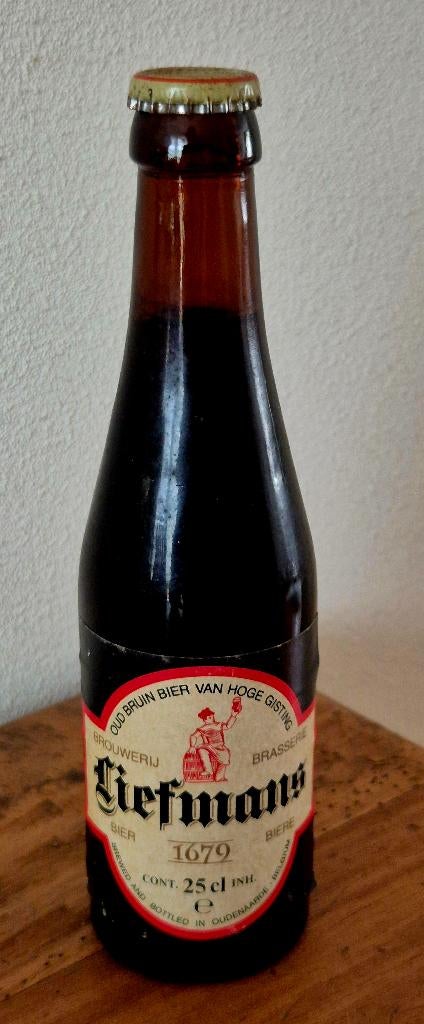 OUD BRUIN BIER VAN HOGE GISTING
BROUWERIJ BRASSERIE
Liefmans
BIER BIERE
1679
CONT. 25 cl INH.
e
BREWED AND BOTTLED IN OUDENAARDE - BELGIUM